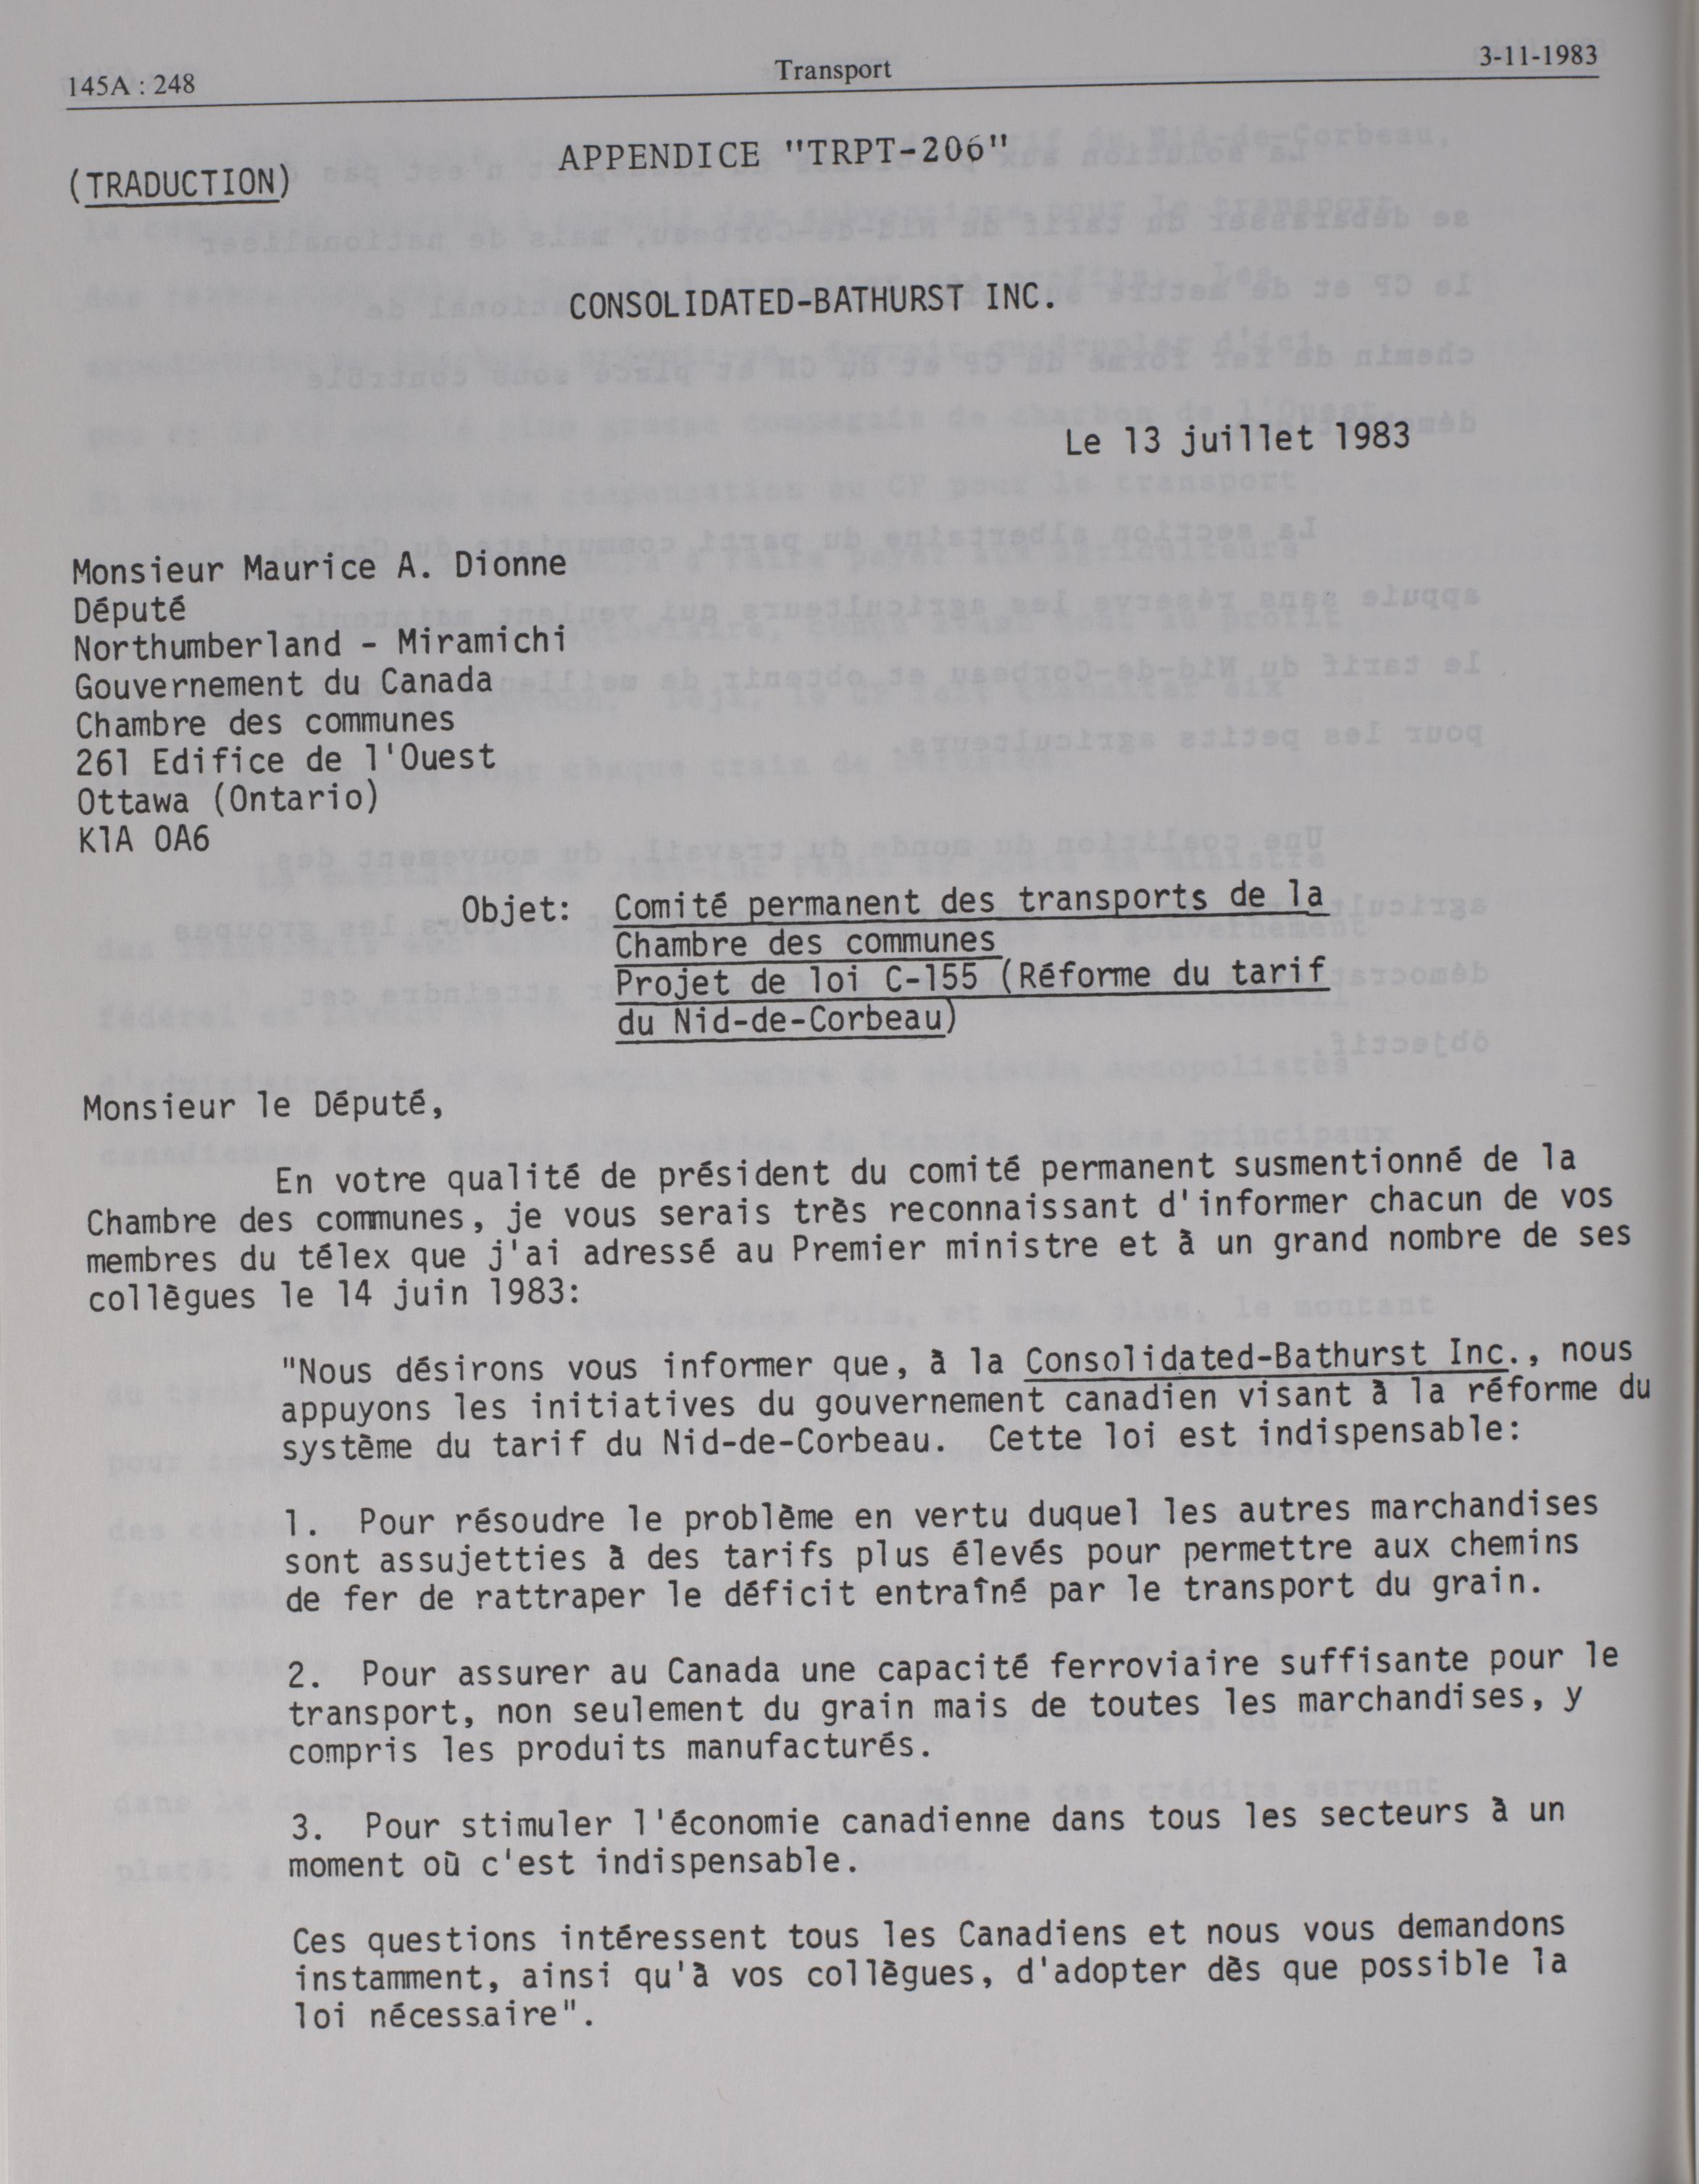 145A : 248
Transport
3-11-1983
APPENDICE "TRPT-206"
(TRADUCTION)
CONSOLIDATED-BATHURST INC.
Le 13 juillet 1983
Monsieur Maurice A. Dionne
Député
Northumberland - Miramichi
Gouvernement du Canada
Chambre des communes
261 Edifice de l'Ouest
Ottawa (Ontario)
K1A 0A6
Objet: Comité permanent des transports de la
Chambre des communes
Projet de loi C-155 (Réforme du tarif
du Nid-de-Corbeau)
Monsieur le Député,
En votre qualité de président du comité permanent susmentionné de la
Chambre des communes, je vous serais très reconnaissant d'informer chacun de vos
membres du télex que j'ai adressé au Premier ministre et à un grand nombre de ses
collègues le 14 juin 1983:
"Nous désirons vous informer que, à la Consolidated-Bathurst Inc., nous
appuyons les initiatives du gouvernement canadien visant à la réforme du
système du tarif du Nid-de-Corbeau. Cette loi est indispensable:
1. Pour résoudre le problème en vertu duquel les autres marchandises
sont assujetties à des tarifs plus élevés pour permettre aux chemins
de fer de rattraper le déficit entraîné par le transport du grain.
2. Pour assurer au Canada une capacité ferroviaire suffisante pour le
transport, non seulement du grain mais de toutes les marchandises, y
compris les produits manufacturés.
3. Pour stimuler l'économie canadienne dans tous les secteurs à un
moment où c'est indispensable.
Ces questions intéressent tous les Canadiens et nous vous demandons
instamment, ainsi qu'à vos collègues, d'adopter dès que possible la
loi nécessaire".